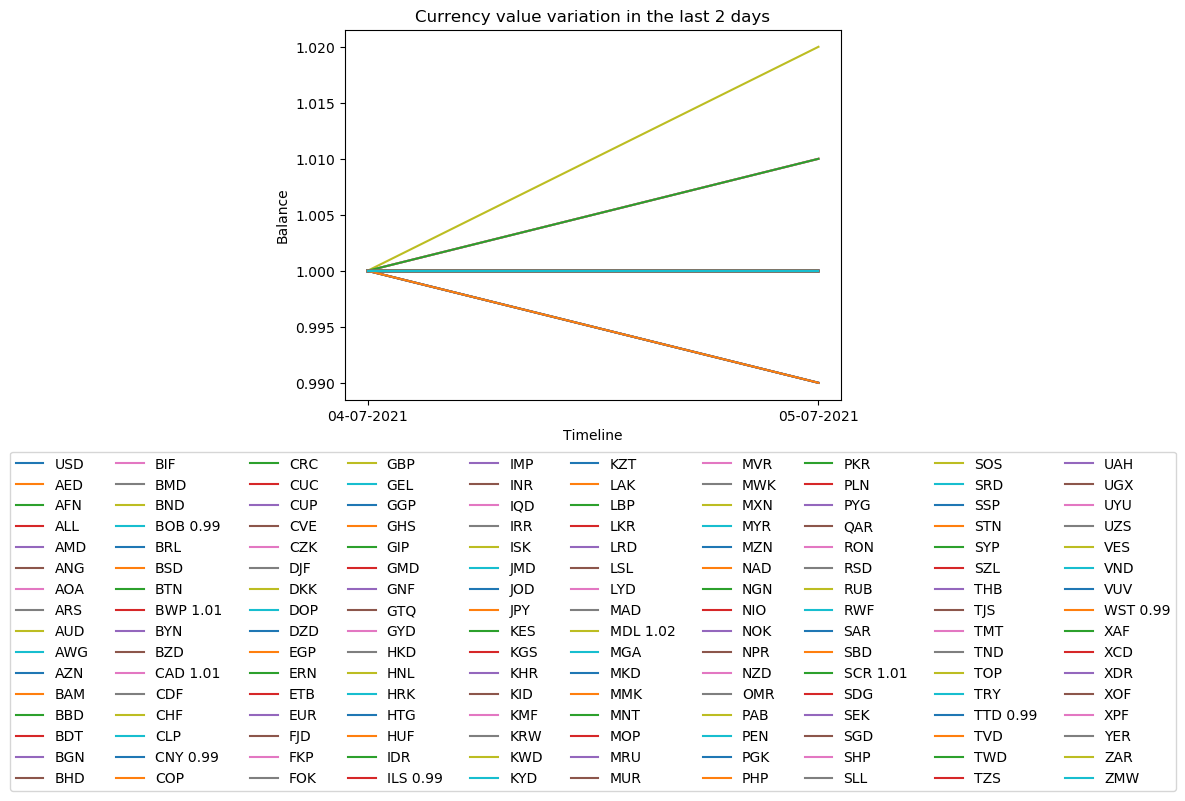 Currency value variation in the last 2 days
1.020
1.015
1.010
1.005
1.000
0.995
0.990
Balance
04-07-2021 05-07-2021
Timeline
USD BIF CRC GBP IMP KZT MVR PKR SOS UAH
AED BMD CUC GEL INR LAK MWK PLN SRD UGX
AFN BND CUP GGP IQD LBP MXN PYG SSP UYU
ALL BOB 0.99 CVE GHS IRR LKR MYR QAR STN UZS
AMD BRL CZK GIP ISK LRD MZN RON SYP VES
ANG BSD DJF GMD JMD LSL NAD RSD SZL VND
AOA BTN DKK GNF JOD LYD NGN RUB THB VUV
ARS BWP 1.01 DOP GTQ JPY MAD NIO RWF TJS WST 0.99
AUD BYN DZD GYD KES MDL 1.02 NOK SAR TMT XAF
AWG BZD EGP HKD KGS MGA NPR SBD TND XCD
AZN CAD 1.01 ERN HNL KHR MKD NZD SCR 1.01 TOP XDR
BAM CDF ETB HRK KID MMK OMR SDG TRY XOF
BBD CHF EUR HTG KMF MNT PAB SEK TTD 0.99 XPF
BDT CLP FJD HUF KRW MOP PEN SGD TVD YER
BGN CNY 0.99 FKP IDR KWD MRU PGK SHP TWD ZAR
BHD COP FOK ILS 0.99 KYD MUR PHP SLL TZS ZMW